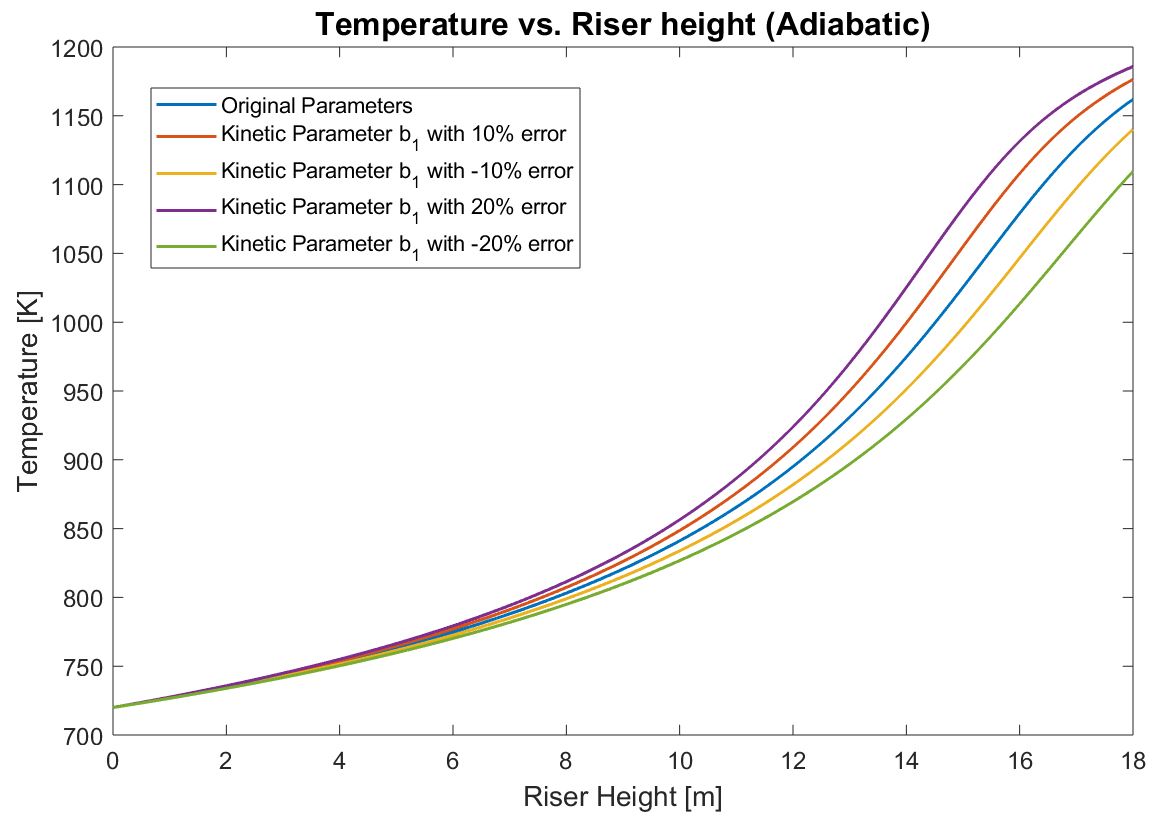 Temperature vs. Riser height (Adiabatic)
1200
1150
1100
1050
1000
950
900
850
800
750
700
Temperature [K]
Original Parameters
Kinetic Parameter b1 with 10% error
Kinetic Parameter b1 with -10% error
Kinetic Parameter b1 with 20% error
Kinetic Parameter b1 with -20% error
0 2 4 6 8 10 12 14 16 18
Riser Height [m]